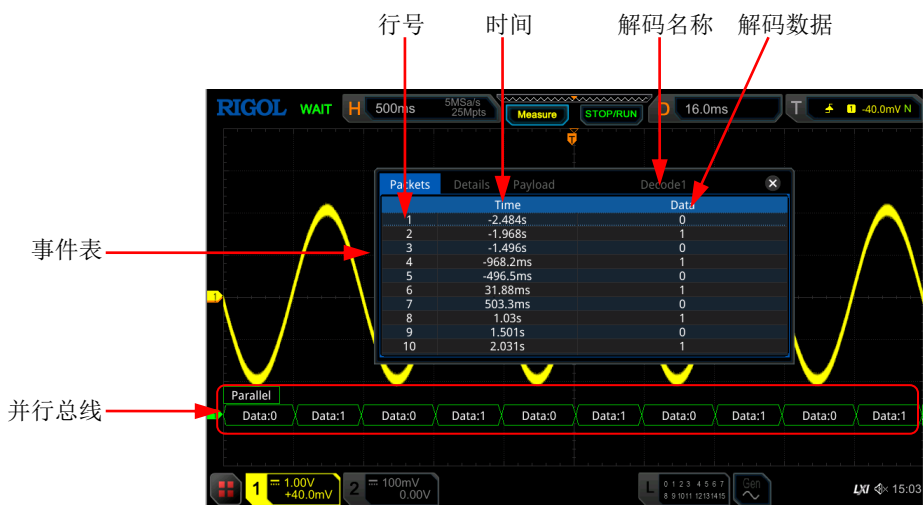 行号 时间 解码名称 解码数据
RIGOL WAIT H 500ms 5MSa/s 25Mpts Measure STOP/RUN D 16.0ms T 1 -40.0mV N
T
Packets Details Payload Decode1
Time Data
1 -2.484s 0
2 -1.968s 1
3 -1.496s 0
4 -968.2ms 1
5 -496.5ms 0
6 31.88ms 1
7 503.3ms 0
8 1.03s 1
9 1.501s 0
10 2.031s 1
事件表
1
并行总线
Parallel
Data:0 Data:1 Data:0 Data:1 Data:0 Data:1 Data:0 Data:1 Data:0 Data:1
1 1.00V +40.0mV 2 100mV 0.00V L 0 1 2 3 4 5 6 7 8 9 10 11 12 13 14 15 Gen LXI 15:03